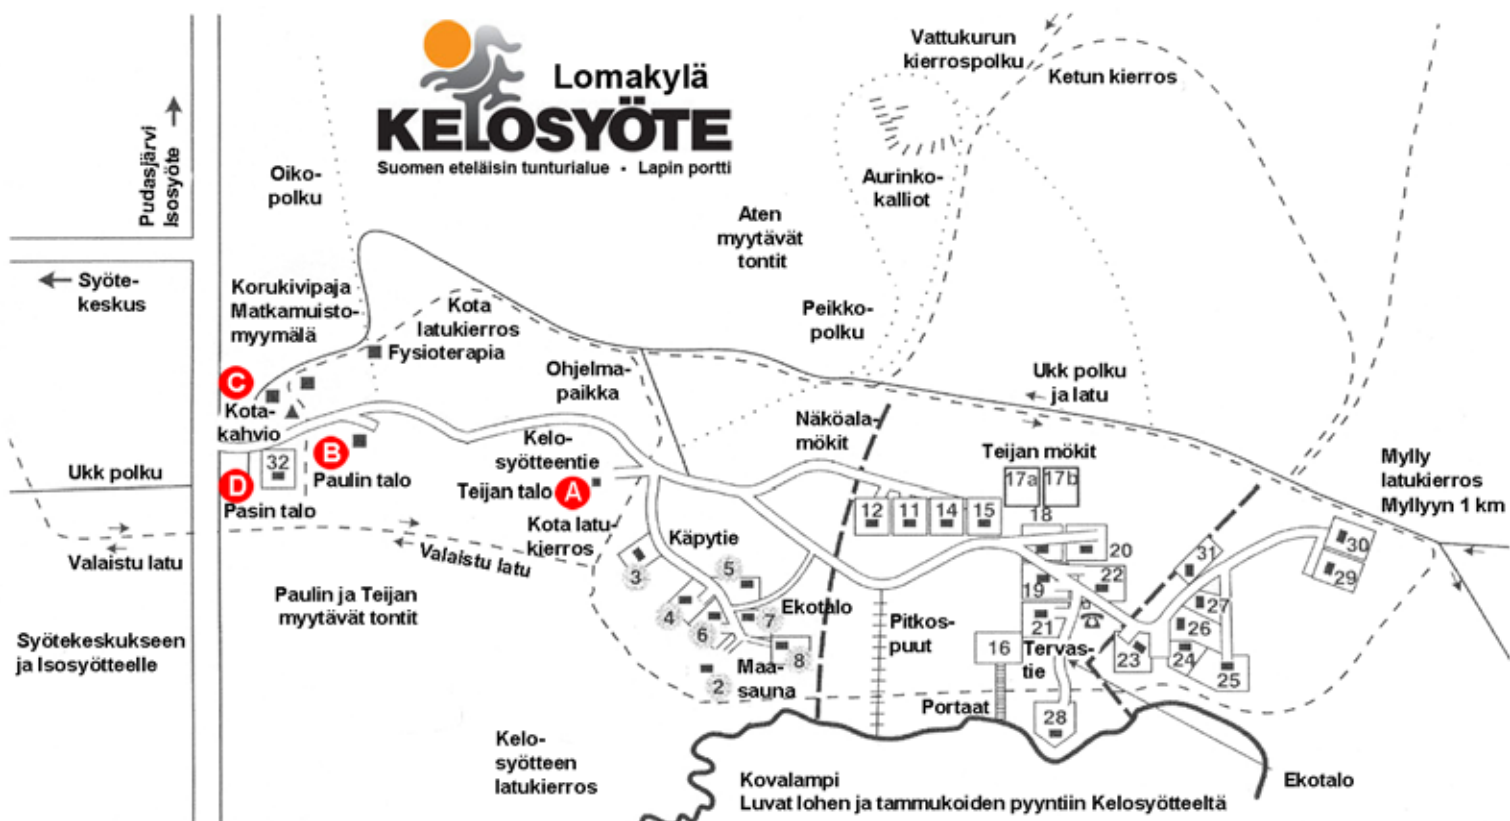 Lomakylä
KELOSYÖTE
Suomen eteläisin tunturialue • Lapin portti
Vattukurun
kierrospolku
Ketun kierros
Pudasjärvi
Isosyöte
Oiko-
polku
Aurinko-
kalliot
Aten
myytävät
tontit
Syöte-
keskus
Korukivipaja
Matkamuisto-
myymälä
Kota
latukierros
Fysioterapia
Peikko-
polku
Ohjelma-
paikka
Ukk polku
ja latu
C
Kota-
kahvio
Näköala-
mökit
Kelo-
syötteentie
Teijan mökit
Mylly
latukierros
Myllyyn 1 km
B
Paulin talo
32
Ukk polku
D
Pasin talo
Teijan talo
A
17a
17b
12
11
14
15
18
Kota latu-
kierros
Käpytie
Valaistu latu
Valaistu latu
20
31
30
29
3
5
4
6
7
8
2
Ekotalo
19
22
21
27
26
24
25
23
Paulin ja Teijan
myytävät tontit
Syötekeskukseen
ja Isosyötteelle
Pitkos-
puut
16
Tervas-
tie
Maa-
sauna
Portaat
28
Kelo-
syötteen
latukierros
Kovalampi
Luvat lohen ja tammukoiden pyyntiin Kelosyötteeltä
Ekotalo